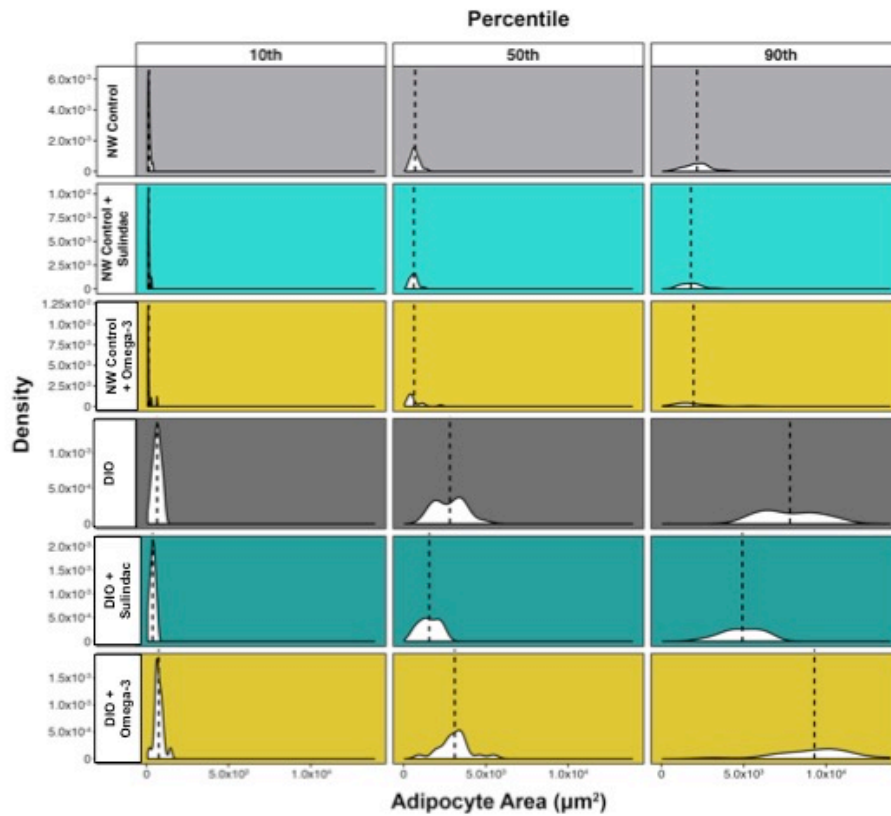 Percentile
10th 50th 90th
Density
NW Control
6.0x10⁻³
4.0x10⁻³
2.0x10⁻³
0
NW Control +
Sulindac
1.0x10⁻²
7.5x10⁻³
5.0x10⁻³
2.5x10⁻³
0
NW Control
+ Omega-3
1.25x10⁻²
1.0x10⁻²
7.5x10⁻³
5.0x10⁻³
2.5x10⁻³
0
DIO
1.0x10⁻³
5.0x10⁻⁴
0
DIO +
Sulindac
2.0x10⁻³
1.5x10⁻³
1.0x10⁻³
5.0x10⁻⁴
0
DIO +
Omega-3
1.5x10⁻³
1.0x10⁻³
5.0x10⁻⁴
0
0 5.0x10³ 1.0x10⁴ 0 5.0x10³ 1.0x10⁴ 0 5.0x10³ 1.0x10⁴
Adipocyte Area (µm²)